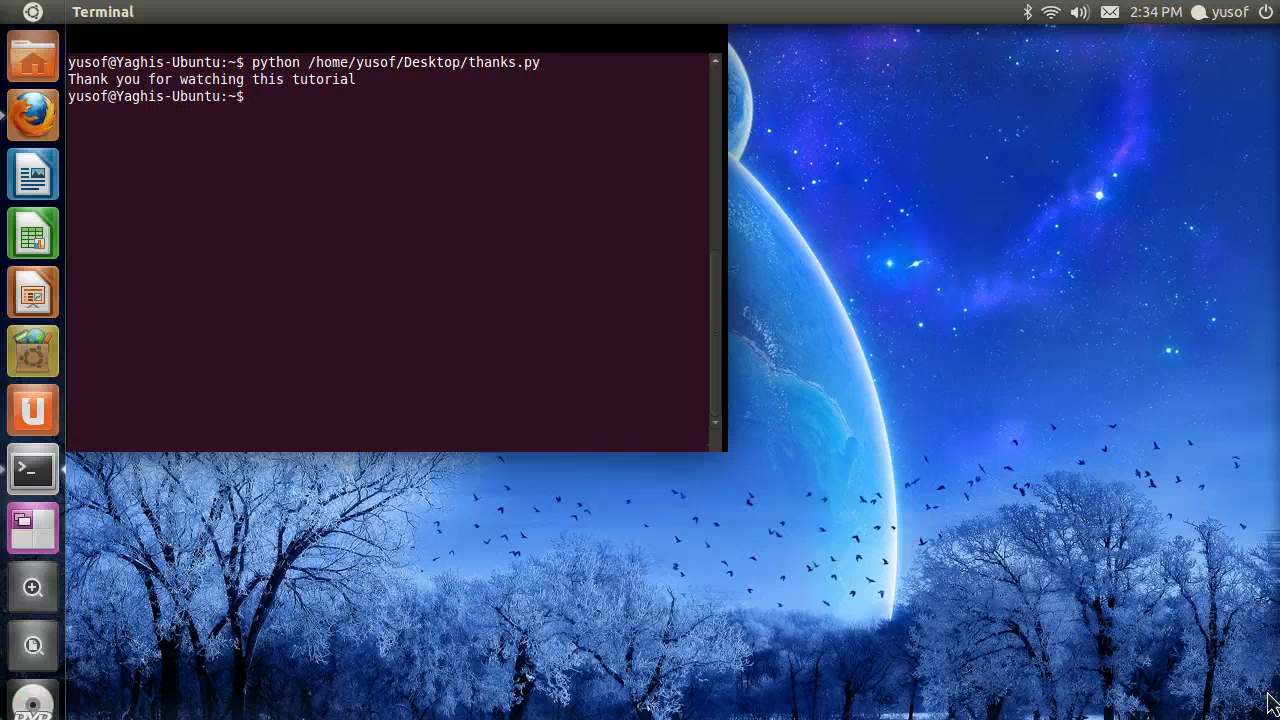 Terminal
2:34 PM yusof
yusof@Yaghis-Ubuntu:~$ python /home/yusof/Desktop/thanks.py
Thank you for watching this tutorial
yusof@Yaghis-Ubuntu:~$
U
>_
DVD